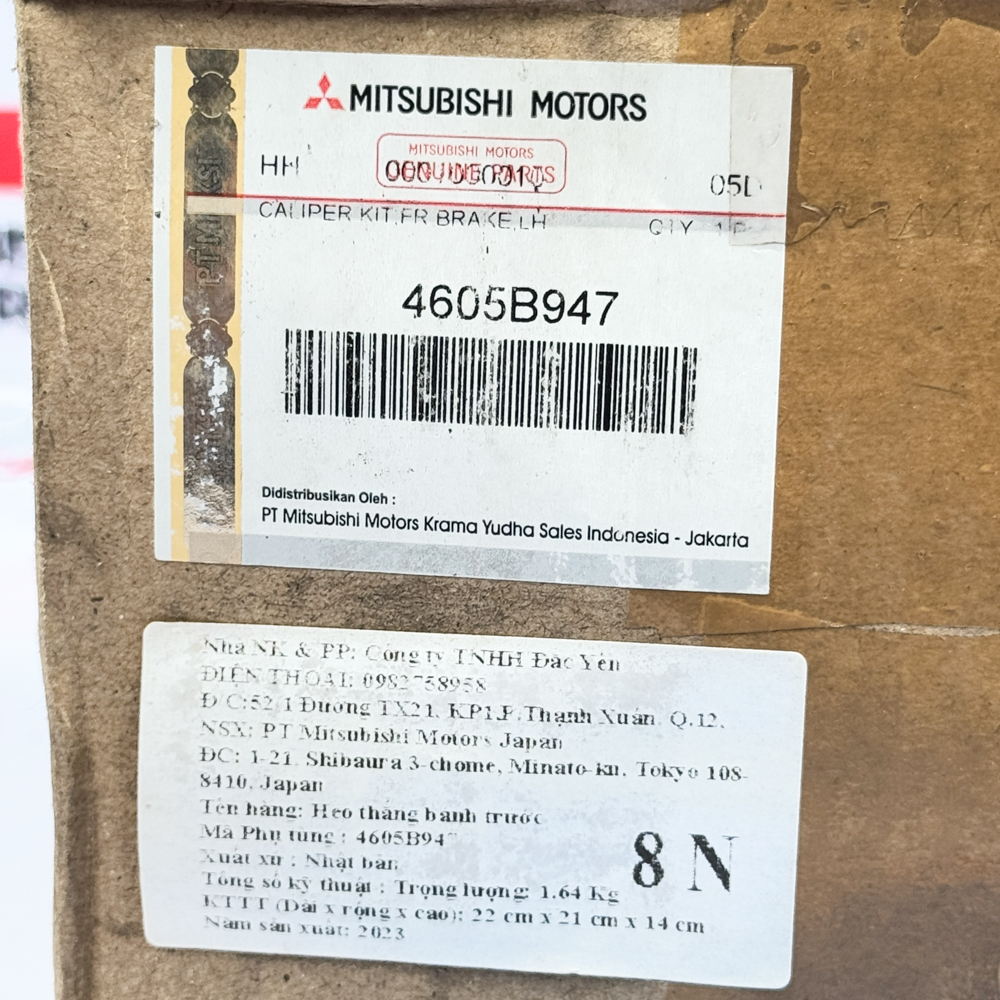 MITSUBISHI MOTORS
MITSUBISHI MOTORS
GENUINE PARTS
HH
CALIPER KIT,FR BRAKE,LH QTY
4605B947
Didistribusikan Oleh :
PT Mitsubishi Motors Krama Yudha Sales Indonesia - Jakarta
Nhà NK & PP: Công ty TNHH Đắc Yên
ĐIỆN THOẠI: 0982758958
Đ/C:52/1 Đường TX21, KP1,P.Thạnh Xuân, Q.12.
NSX: PT Mitsubishi Motors Japan
ĐC: 1-21, Shibaura 3-chome, Minato-ku, Tokyo 108-
8410, Japan
Tên hàng: Heo thắng bánh trước
Mã Phụ tùng : 4605B947
Xuất xứ : Nhật bản
Tổng số kỹ thuật : Trọng lượng: 1.64 Kg
KTTT (Dài x rộng x cao): 22 cm x 21 cm x 14 cm
Năm sản xuất: 2023
8 N